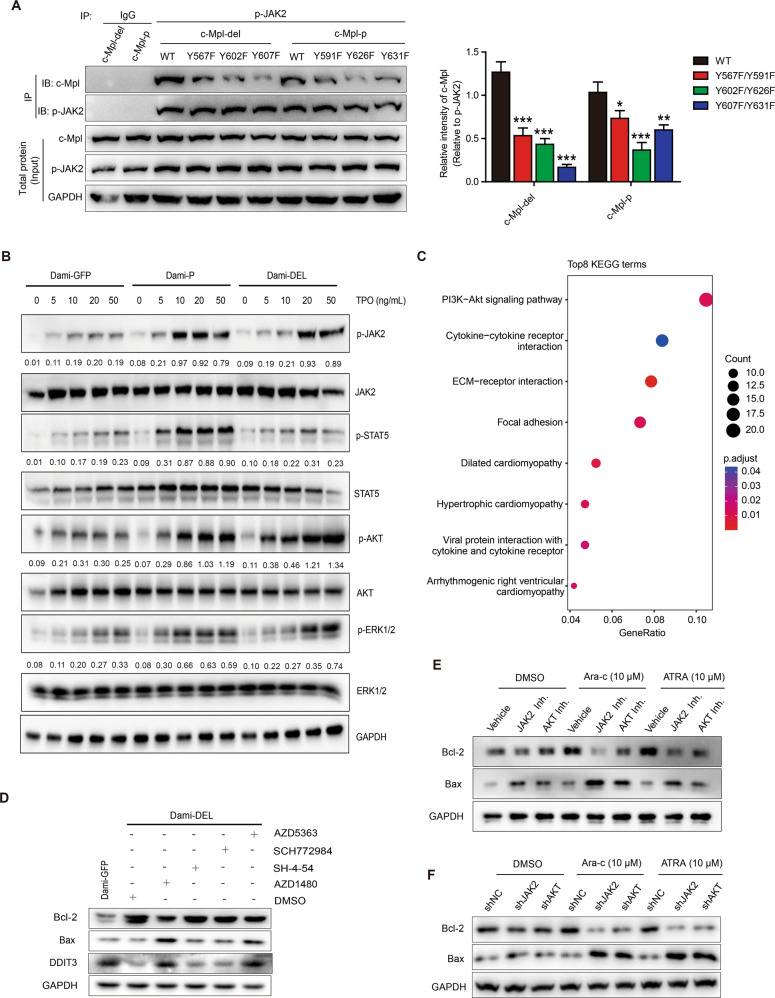 A
IP: IgG p-JAK2
c-Mpl-del c-Mpl-p c-Mpl-del c-Mpl-p
WT Y567F Y602F Y607F WT Y591F Y626F Y631F
IP
IB: c-Mpl
IB: p-JAK2
Total protein
(Input)
c-Mpl
p-JAK2
GAPDH
Relative intensity of c-Mpl
(Relative to p-JAK2)
1.5
1.0
0.5
0.0
*** *** *** * *** **
c-Mpl-del c-Mpl-p
WT
Y567F/Y591F
Y602F/Y626F
Y607F/Y631F
B
Dami-GFP Dami-P Dami-DEL
0 5 10 20 50 0 5 10 20 50 0 5 10 20 50 TPO (ng/mL)
p-JAK2
0.01 0.11 0.19 0.20 0.19 0.08 0.21 0.97 0.92 0.79 0.09 0.19 0.21 0.93 0.89
JAK2
p-STAT5
0.01 0.10 0.17 0.19 0.23 0.09 0.31 0.87 0.88 0.90 0.10 0.18 0.22 0.31 0.23
STAT5
p-AKT
0.09 0.21 0.31 0.30 0.25 0.07 0.29 0.86 1.03 1.19 0.11 0.38 0.46 1.21 1.34
AKT
p-ERK1/2
0.08 0.11 0.20 0.27 0.33 0.08 0.30 0.66 0.63 0.59 0.10 0.22 0.27 0.35 0.74
ERK1/2
GAPDH
C
Top8 KEGG terms
PI3K−Akt signaling pathway
Cytokine−cytokine receptor
interaction
ECM−receptor interaction
Focal adhesion
Dilated cardiomyopathy
Hypertrophic cardiomyopathy
Viral protein interaction with
cytokine and cytokine receptor
Arrhythmogenic right ventricular
cardiomyopathy
0.04 0.06 0.08 0.10
GeneRatio
Count
10.0
12.5
15.0
17.5
20.0
p.adjust
0.04
0.03
0.02
0.01
D
Dami-DEL
Dami-GFP
− − − − + AZD5363
− − − + − SCH772984
− − + − − SH-4-54
− + − − − AZD1480
+ − − − − DMSO
Bcl-2
Bax
DDIT3
GAPDH
E
DMSO Ara-c (10 μM) ATRA (10 μM)
Vehicle JAK2 Inh. AKT Inh. Vehicle JAK2 Inh. AKT Inh. Vehicle JAK2 Inh. AKT Inh.
Bcl-2
Bax
GAPDH
F
DMSO Ara-c (10 μM) ATRA (10 μM)
shNC shJAK2 shAKT shNC shJAK2 shAKT shNC shJAK2 shAKT
Bcl-2
Bax
GAPDH